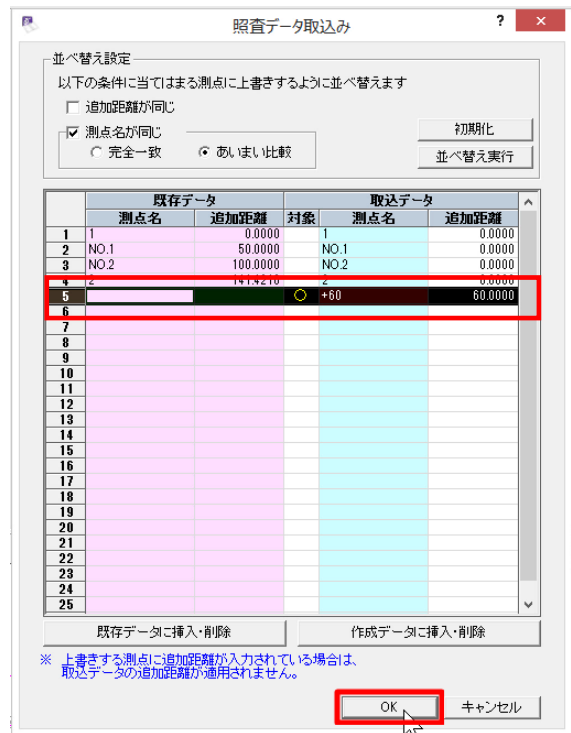 照査データ取込み ? ×
並べ替え設定
以下の条件に当てはまる測点に上書きするように並べ替えます
追加距離が同じ
測点名が同じ
完全一致 あいまい比較
初期化
並べ替え実行
既存データ 取込データ
測点名 追加距離 対象 測点名 追加距離
1 1 0.0000 1 0.0000
2 NO.1 50.0000 NO.1 0.0000
3 NO.2 100.0000 NO.2 0.0000
4 2 141.4210 2 0.0000
5 ○ +60 60.0000
6
7
8
9
10
11
12
13
14
15
16
17
18
19
20
21
22
23
24
25
既存データに挿入・削除 作成データに挿入・削除
※ 上書きする測点に追加距離が入力されている場合は、
取込データの追加距離が適用されません。
OK キャンセル